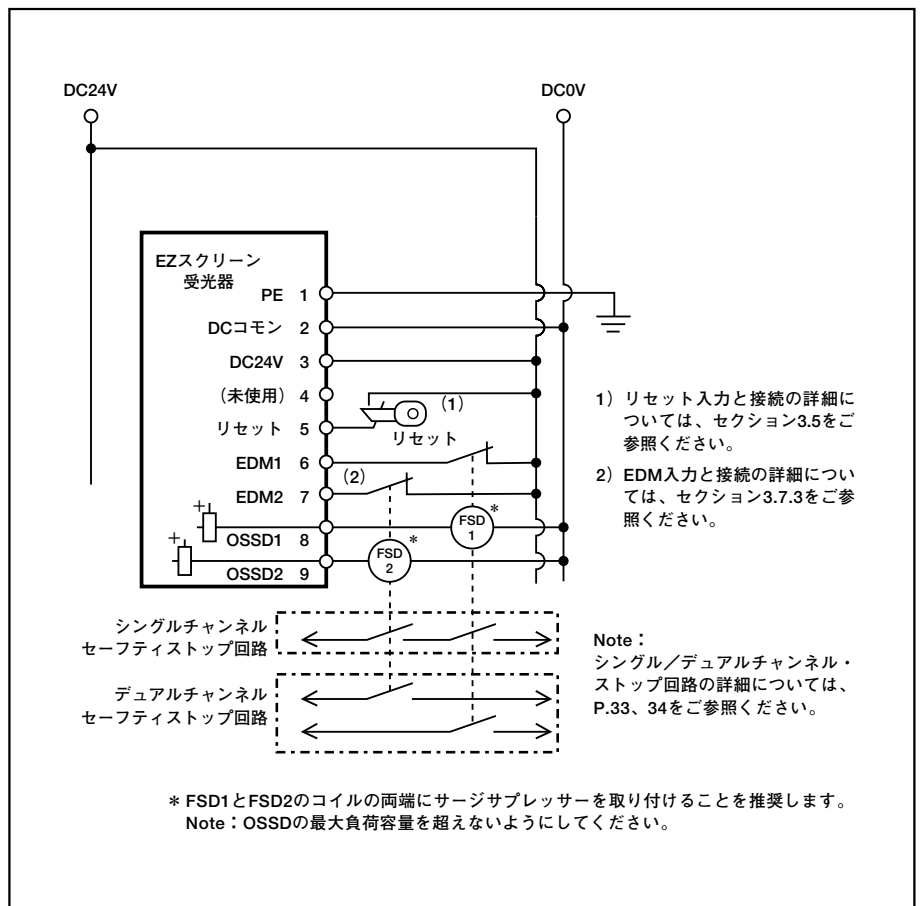 DC24V
DC0V
EZスクリーン
受光器
PE 1
DCコモン 2
DC24V 3
（未使用） 4
リセット 5
EDM1 6
EDM2 7
OSSD1 8
OSSD2 9
+
+
（1）
リセット
（2）
FSD
1
*
FSD
2
*
1）リセット入力と接続の詳細に
ついては、セクション3.5をご
参照ください。
2）EDM入力と接続の詳細につい
ては、セクション3.7.3をご参
照ください。
シングルチャンネル
セーフティストップ回路
デュアルチャンネル
セーフティストップ回路
Note：
シングル／デュアルチャンネル・
ストップ回路の詳細については、
P.33、34をご参照ください。
* FSD1とFSD2のコイルの両端にサージサプレッサーを取り付けることを推奨します。
Note：OSSDの最大負荷容量を超えないようにしてください。